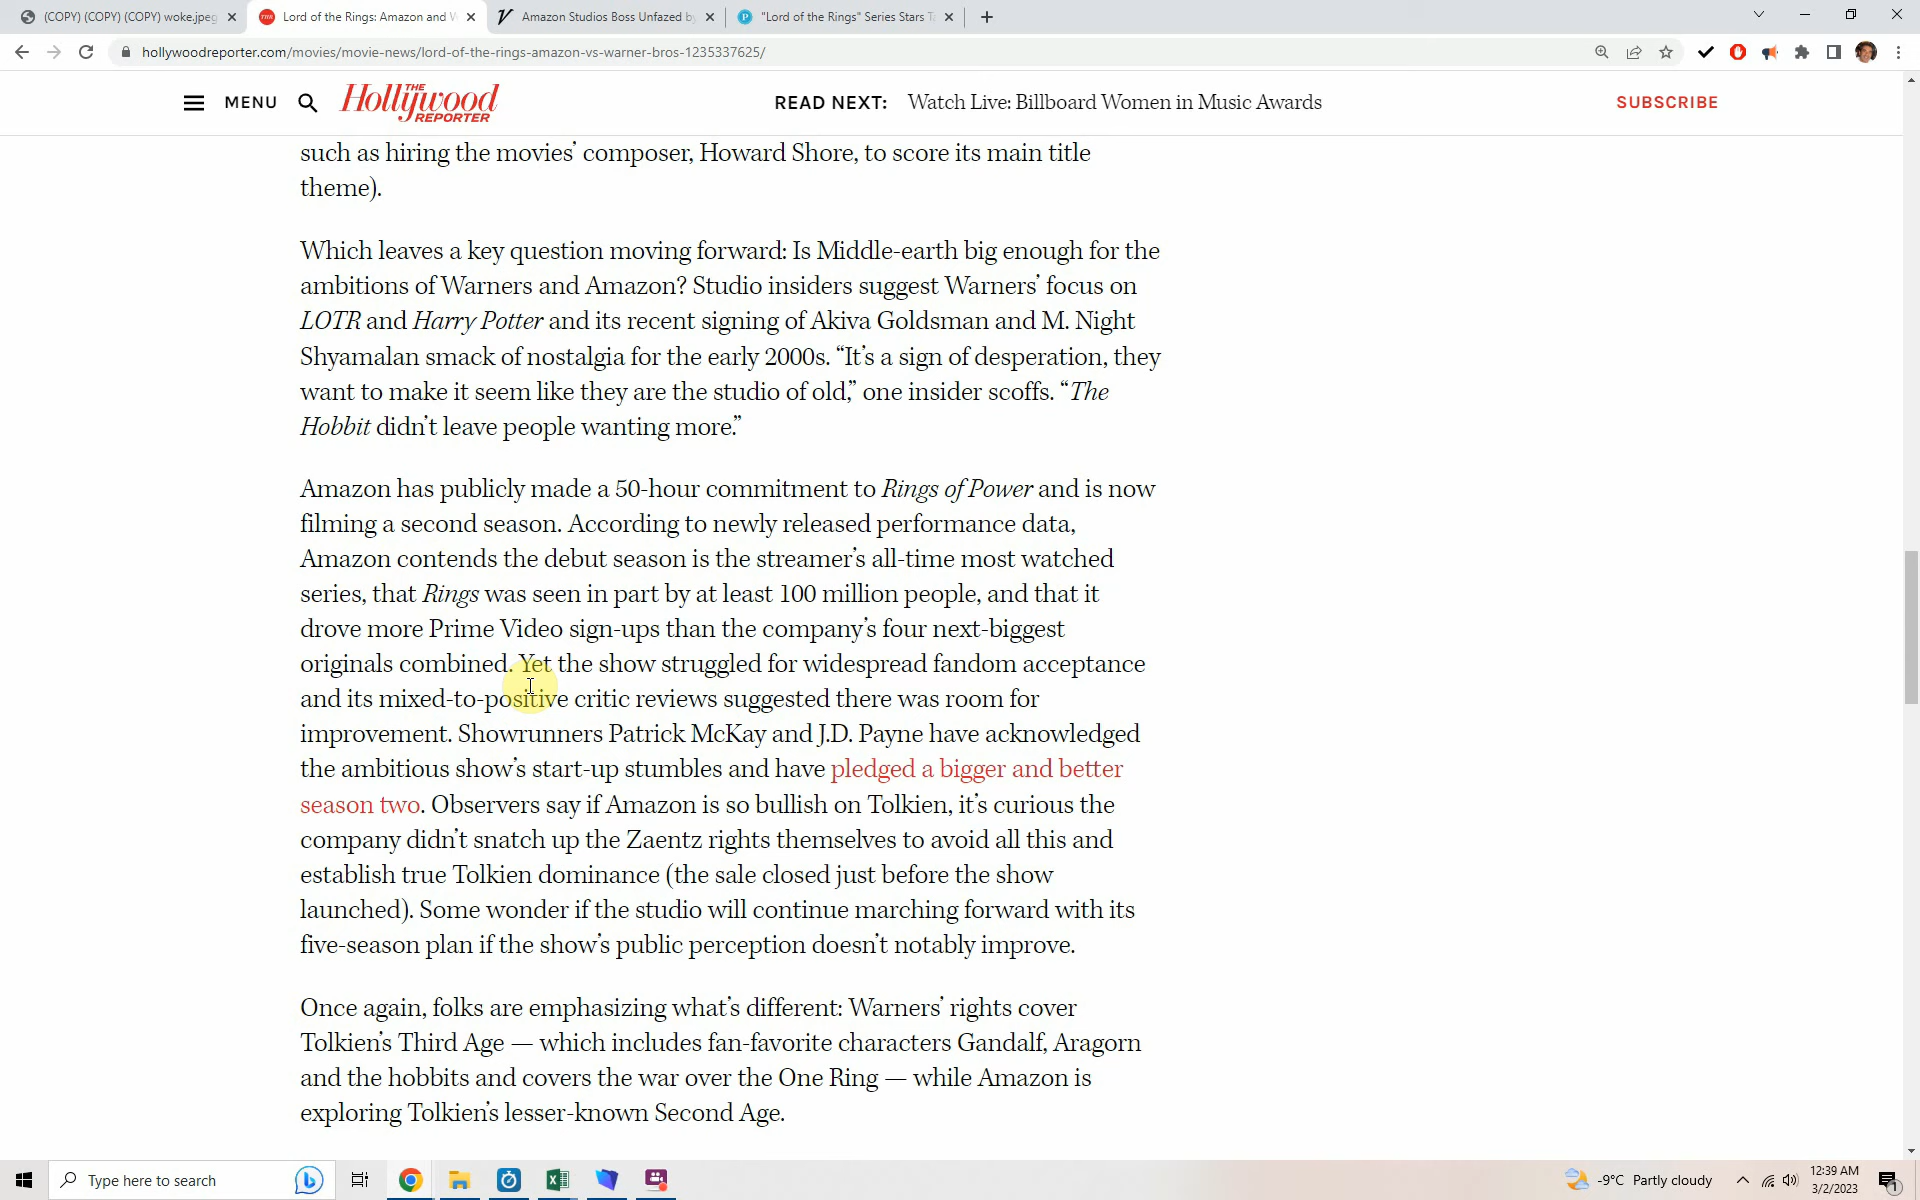 (COPY) (COPY) (COPY) woke.jpeg
Lord of the Rings: Amazon and W
Amazon Studios Boss Unfazed by
"Lord of the Rings" Series Stars Ta
hollywoodreporter.com/movies/movie-news/lord-of-the-rings-amazon-vs-warner-bros-1235337625/
MENU
THE
Hollywood
REPORTER
READ NEXT: Watch Live: Billboard Women in Music Awards
SUBSCRIBE
such as hiring the movies’ composer, Howard Shore, to score its main title
theme).
Which leaves a key question moving forward: Is Middle-earth big enough for the
ambitions of Warners and Amazon? Studio insiders suggest Warners’ focus on
LOTR and Harry Potter and its recent signing of Akiva Goldsman and M. Night
Shyamalan smack of nostalgia for the early 2000s. “It’s a sign of desperation, they
want to make it seem like they are the studio of old,” one insider scoffs. “The
Hobbit didn’t leave people wanting more.”
Amazon has publicly made a 50-hour commitment to Rings of Power and is now
filming a second season. According to newly released performance data,
Amazon contends the debut season is the streamer’s all-time most watched
series, that Rings was seen in part by at least 100 million people, and that it
drove more Prime Video sign-ups than the company’s four next-biggest
originals combined. Yet the show struggled for widespread fandom acceptance
and its mixed-to-positive critic reviews suggested there was room for
improvement. Showrunners Patrick McKay and J.D. Payne have acknowledged
the ambitious show’s start-up stumbles and have pledged a bigger and better
season two. Observers say if Amazon is so bullish on Tolkien, it’s curious the
company didn’t snatch up the Zaentz rights themselves to avoid all this and
establish true Tolkien dominance (the sale closed just before the show
launched). Some wonder if the studio will continue marching forward with its
five-season plan if the show’s public perception doesn’t notably improve.
Once again, folks are emphasizing what’s different: Warners’ rights cover
Tolkien’s Third Age — which includes fan-favorite characters Gandalf, Aragorn
and the hobbits and covers the war over the One Ring — while Amazon is
exploring Tolkien’s lesser-known Second Age.
Type here to search
-9°C Partly cloudy
12:39 AM
3/2/2023
1